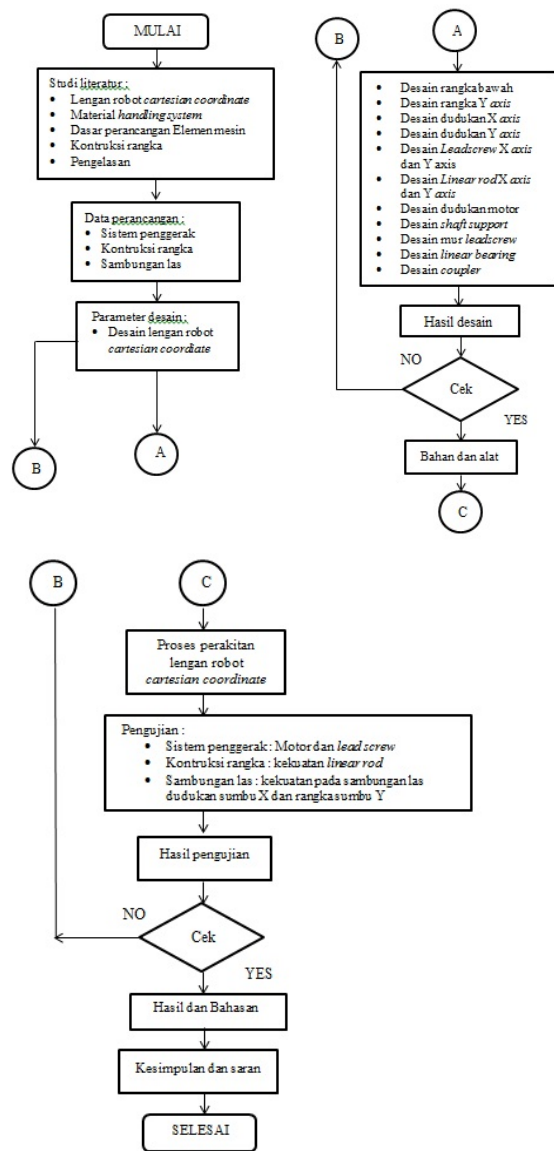 MULAI
Studi literatur :
• Lengan robot cartesian coordinate
• Material handling system
• Dasar perancangan Elemen mesin
• Kontruksi rangka
• Pengelasan
Data perancangan :
• Sistem penggerak
• Kontruksi rangka
• Sambungan las
Parameter desain :
• Desain lengan robot
cartesian coordiate
B
A
B
A
• Desain rangka bawah
• Desain rangka Y axis
• Desain dudukan X axis
• Desain dudukan Y axis
• Desain Leadscrew X axis
dan Y axis
• Desain Linear rod X axis
dan Y axis
• Desain dudukan motor
• Desain shaft support
• Desain mur leadscrew
• Desain linear bearing
• Desain coupler
Hasil desain
NO
Cek
YES
Bahan dan alat
C
B
C
Proses perakitan
lengan robot
cartesian coordinate
Pengujian :
• Sistem penggerak : Motor dan lead screw
• Kontruksi rangka : kekuatan linear rod
• Sambungan las : kekuatan pada sambungan las
dudukan sumbu X dan rangka sumbu Y
Hasil pengujian
NO
Cek
YES
Hasil dan Bahasan
Kesimpulan dan saran
SELESAI